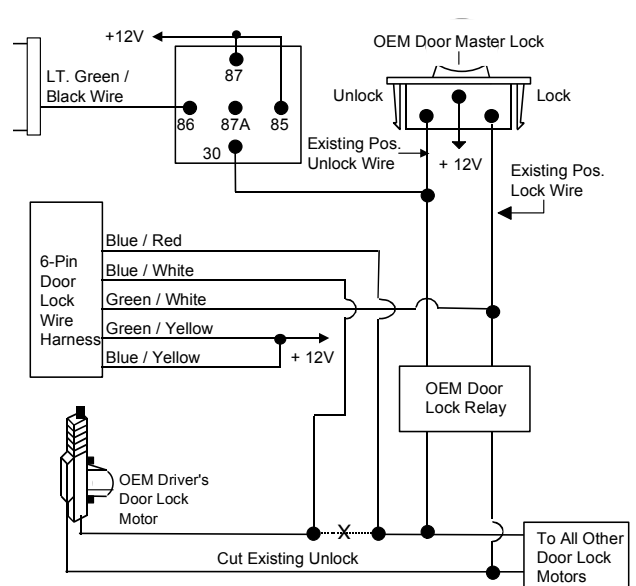 +12V
87
LT. Green /
Black Wire
86
87A
85
30
OEM Door Master Lock
Unlock
Lock
+ 12V
Existing Pos.
Unlock Wire
Existing Pos.
Lock Wire
6-Pin
Door
Lock
Wire
Harness
Blue / Red
Blue / White
Green / White
Green / Yellow
Blue / Yellow
+ 12V
OEM Door
Lock Relay
OEM Driver's
Door Lock
Motor
X
Cut Existing Unlock
To All Other
Door Lock
Motors